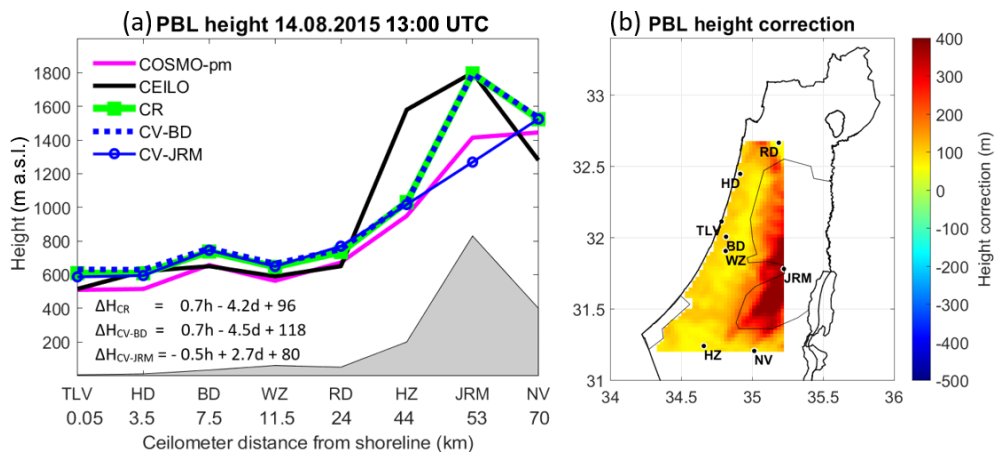 (a) PBL height 14.08.2015 13:00 UTC
Height (m a.s.l.)
1800
1600
1400
1200
1000
800
600
400
200
COSMO-pm
CEILO
CR
CV-BD
CV-JRM
ΔH_CR = 0.7h - 4.2d + 96
ΔH_CV-BD = 0.7h - 4.5d + 118
ΔH_CV-JRM = - 0.5h + 2.7d + 80
TLV HD BD WZ RD HZ JRM NV
0.05 3.5 7.5 11.5 24 44 53 70
Ceilometer distance from shoreline (km)
(b) PBL height correction
33
32.5
32
31.5
31
34 34.5 35 35.5 36
RD
HD
TLV
BD
WZ
JRM
HZ
NV
400
300
200
100
0
-100
-200
-300
-400
-500
Height correction (m)